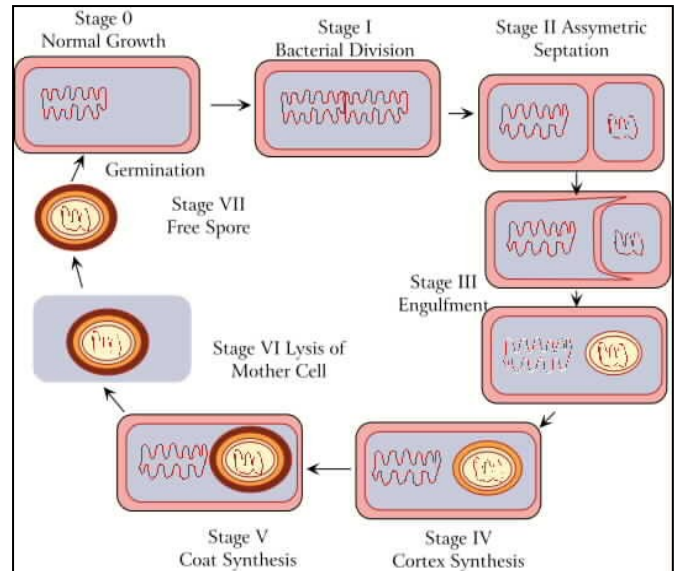 Stage 0
Normal Growth
Stage I
Bacterial Division
Stage II Assymetric
Septation
Germination
Stage VII
Free Spore
Stage III
Engulfment
Stage VI Lysis of
Mother Cell
Stage V
Coat Synthesis
Stage IV
Cortex Synthesis